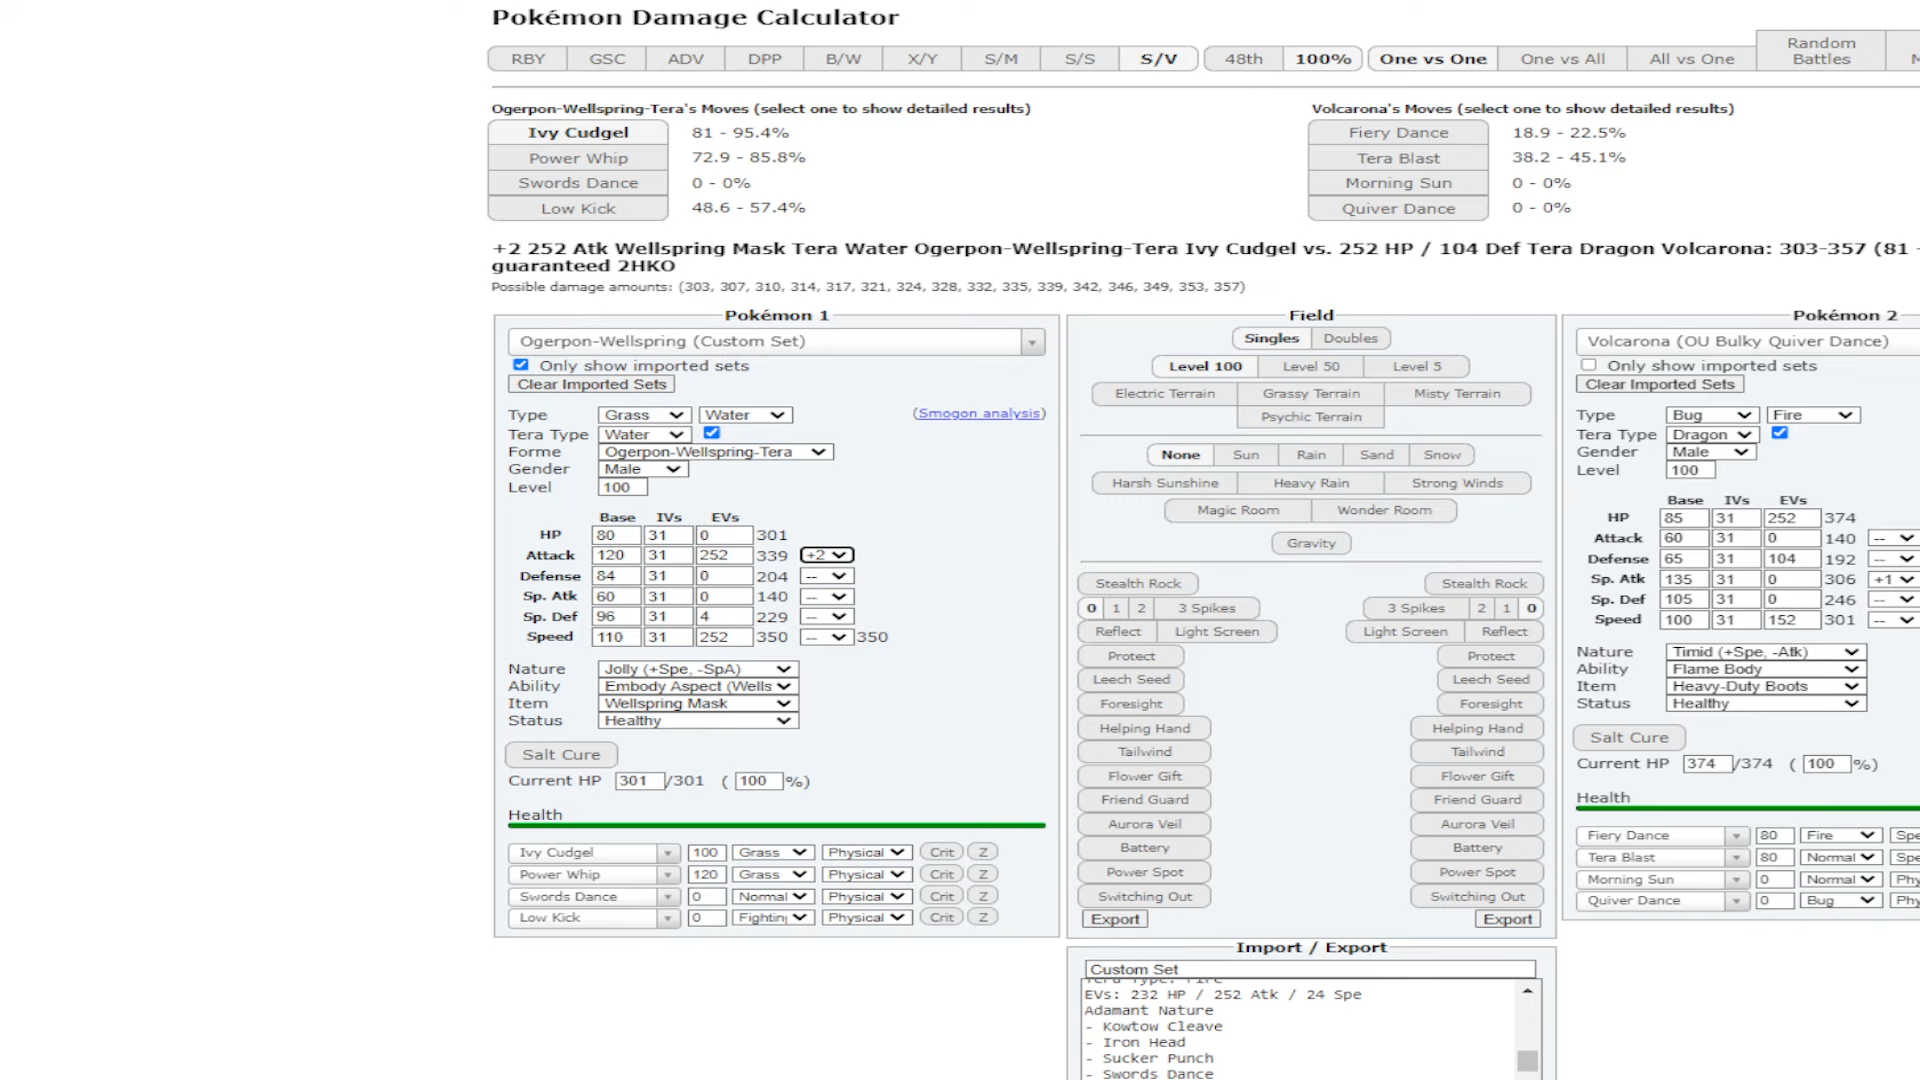 Pokémon Damage Calculator
RBY GSC ADV DPP B/W X/Y S/M S/S S/V 48th 100% One vs One One vs All All vs One Random Battles
Ogerpon-Wellspring-Tera's Moves (select one to show detailed results)
Ivy Cudgel 81 - 95.4%
Power Whip 72.9 - 85.8%
Swords Dance 0 - 0%
Low Kick 48.6 - 57.4%
Volcarona's Moves (select one to show detailed results)
Fiery Dance 18.9 - 22.5%
Tera Blast 38.2 - 45.1%
Morning Sun 0 - 0%
Quiver Dance 0 - 0%
+2 252 Atk Wellspring Mask Tera Water Ogerpon-Wellspring-Tera Ivy Cudgel vs. 252 HP / 104 Def Tera Dragon Volcarona: 303-357 (81 -
guaranteed 2HKO
Possible damage amounts: (303, 307, 310, 314, 317, 321, 324, 328, 332, 335, 339, 342, 346, 349, 353, 357)
Pokémon 1
Ogerpon-Wellspring (Custom Set)
Only show imported sets
Clear Imported Sets
Type Grass Water (Smogon analysis)
Tera Type Water
Forme Ogerpon-Wellspring-Tera
Gender Male
Level 100
Base IVs EVs
HP 80 31 0 301
Attack 120 31 252 339 +2
Defense 84 31 0 204 --
Sp. Atk 60 31 0 140 --
Sp. Def 96 31 4 229 --
Speed 110 31 252 350 -- 350
Nature Jolly (+Spe, -SpA)
Ability Embody Aspect (Wells
Item Wellspring Mask
Status Healthy
Salt Cure
Current HP 301/301 ( 100 %)
Health
Ivy Cudgel 100 Grass Physical Crit Z
Power Whip 120 Grass Physical Crit Z
Swords Dance 0 Normal Physical Crit Z
Low Kick 0 Fighting Physical Crit Z
Field
Singles Doubles
Level 100 Level 50 Level 5
Electric Terrain Grassy Terrain Misty Terrain
Psychic Terrain
None Sun Rain Sand Snow
Harsh Sunshine Heavy Rain Strong Winds
Magic Room Wonder Room
Gravity
Stealth Rock Stealth Rock
0 1 2 3 Spikes 3 Spikes 2 1 0
Reflect Light Screen Light Screen Reflect
Protect Protect
Leech Seed Leech Seed
Foresight Foresight
Helping Hand Helping Hand
Tailwind Tailwind
Flower Gift Flower Gift
Friend Guard Friend Guard
Aurora Veil Aurora Veil
Battery Battery
Power Spot Power Spot
Switching Out Switching Out
Export Export
Import / Export
Custom Set
Tera Type: Fire
EVs: 232 HP / 252 Atk / 24 Spe
Adamant Nature
- Kowtow Cleave
- Iron Head
- Sucker Punch
- Swords Dance
Pokémon 2
Volcarona (OU Bulky Quiver Dance)
Only show imported sets
Clear Imported Sets
Type Bug Fire
Tera Type Dragon
Gender Male
Level 100
Base IVs EVs
HP 85 31 252 374
Attack 60 31 0 140 --
Defense 65 31 104 192 --
Sp. Atk 135 31 0 306 +1
Sp. Def 105 31 0 246 --
Speed 100 31 152 301 --
Nature Timid (+Spe, -Atk)
Ability Flame Body
Item Heavy-Duty Boots
Status Healthy
Salt Cure
Current HP 374/374 ( 100 %)
Health
Fiery Dance 80 Fire Spe
Tera Blast 80 Normal Spe
Morning Sun 0 Normal Phy
Quiver Dance 0 Bug Phy